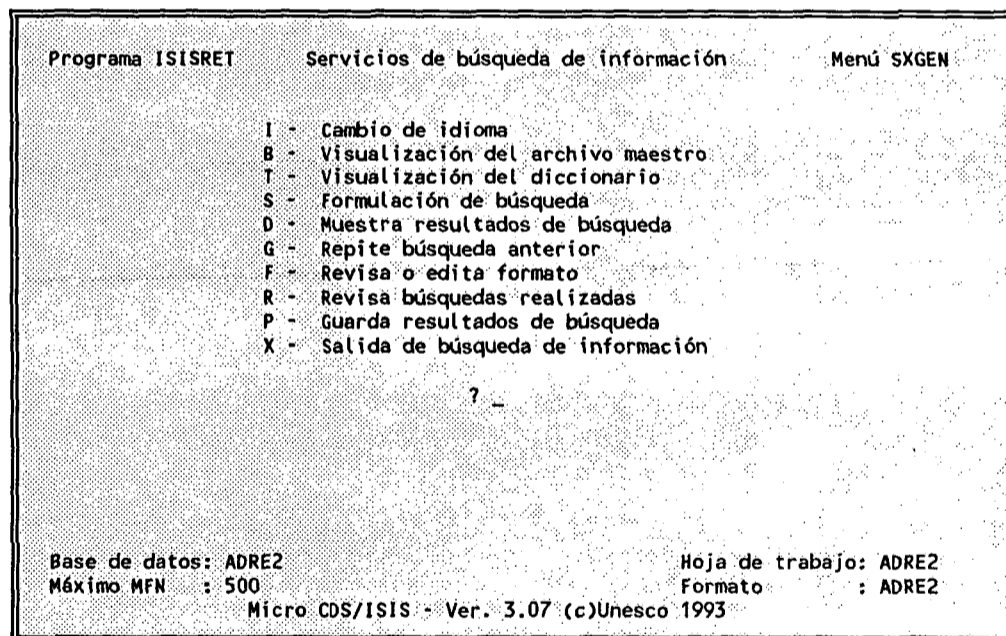 Programa ISISRET Servicios de búsqueda de información Menú SXGEN
I - Cambio de idioma
B - Visualización del archivo maestro
T - Visualización del diccionario
S - Formulación de búsqueda
D - Muestra resultados de búsqueda
G - Repite búsqueda anterior
F - Revisa o edita formato
R - Revisa búsquedas realizadas
P - Guarda resultados de búsqueda
X - Salida de búsqueda de información
? _
Base de datos: ADRE2 Hoja de trabajo: ADRE2
Máximo MFN : 500 Formato : ADRE2
Micro CDS/ISIS - Ver. 3.07 (c)Unesco 1993